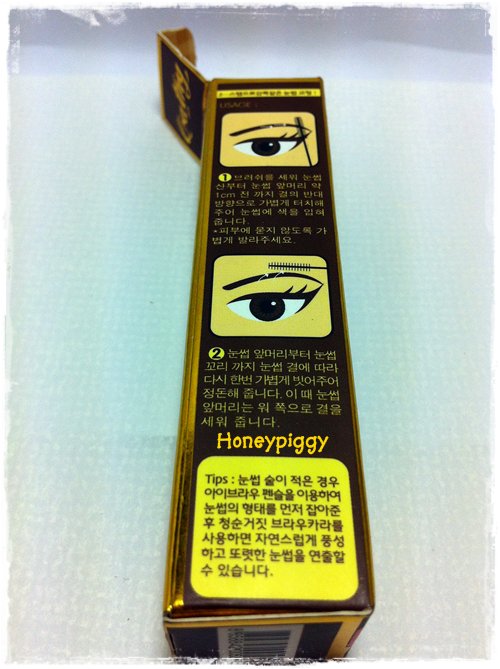 USAGE :
1 브러쉬를 세워 눈썹
산부터 눈썹 앞머리 약
1cm 전 까지 결의 반대
방향으로 가볍게 터치해
주어 눈썹에 색을 입혀
줍니다.
*피부에 묻지 않도록 가
볍게 발라주세요.
2 눈썹 앞머리부터 눈썹
꼬리 까지 눈썹 결에 따라
다시 한번 가볍게 빗어주어
정돈해 줍니다. 이 때 눈썹
앞머리는 위 쪽으로 결을
세워 줍니다.
Honeypiggy
Tips : 눈썹 숱이 적은 경우
아이브라우 펜슬을 이용하여
눈썹의 형태를 먼저 잡아준
후 청순거짓 브라우카라를
사용하면 자연스럽게 풍성
하고 또렷한 눈썹을 연출할
수 있습니다.